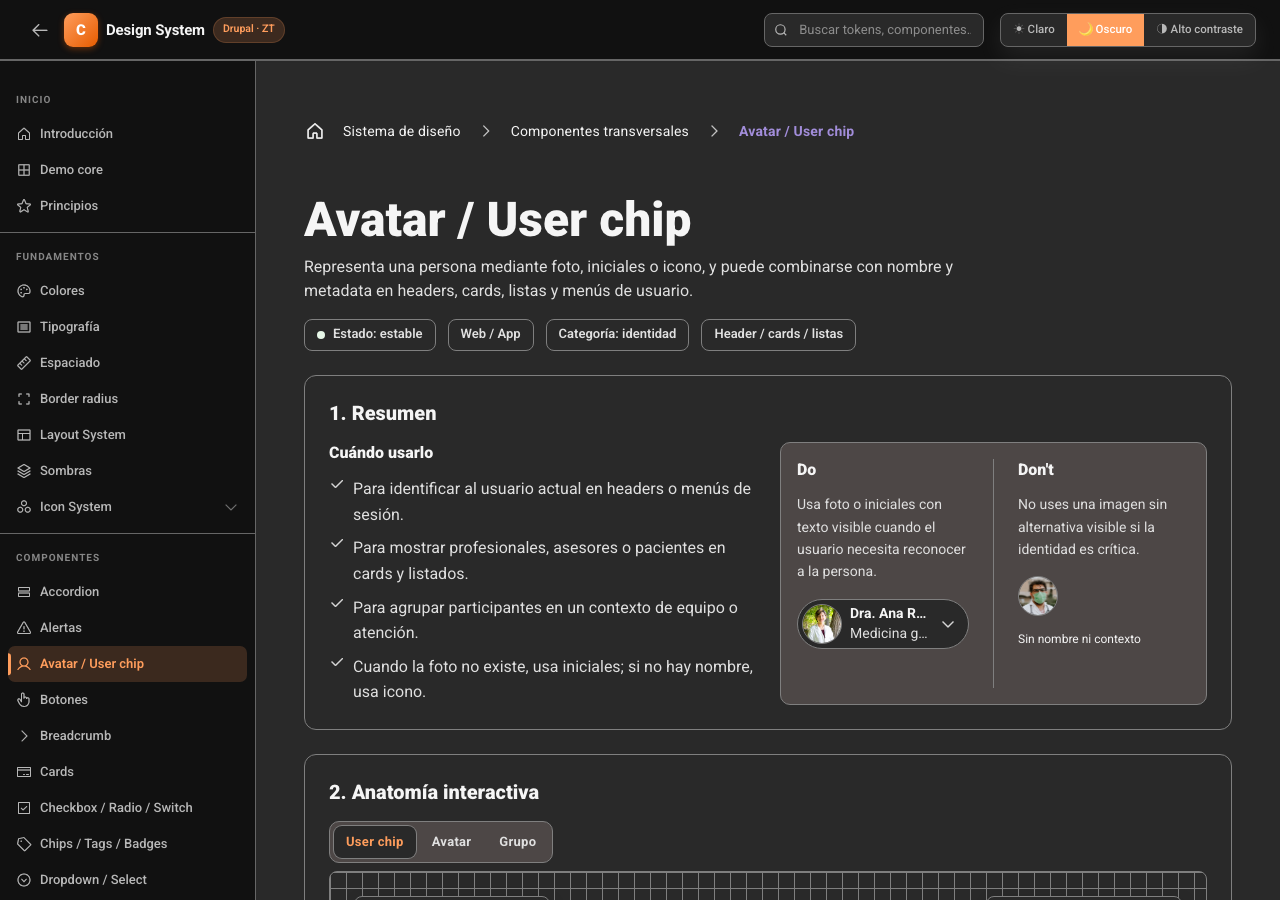 C
Design System
Drupal · ZT
Buscar tokens, componentes..
Claro
Oscuro
Alto contraste
INICIO
Introducción
Demo core
Principios
FUNDAMENTOS
Colores
Tipografía
Espaciado
Border radius
Layout System
Sombras
Icon System
COMPONENTES
Accordion
Alertas
Avatar / User chip
Botones
Breadcrumb
Cards
Checkbox / Radio / Switch
Chips / Tags / Badges
Dropdown / Select
Sistema de diseño
Componentes transversales
Avatar / User chip
Avatar / User chip
Representa una persona mediante foto, iniciales o icono, y puede combinarse con nombre y
metadata en headers, cards, listas y menús de usuario.
Estado: estable
Web / App
Categoría: identidad
Header / cards / listas
1. Resumen
Cuándo usarlo
Para identificar al usuario actual en headers o menús de
sesión.
Para mostrar profesionales, asesores o pacientes en
cards y listados.
Para agrupar participantes en un contexto de equipo o
atención.
Cuando la foto no existe, usa iniciales; si no hay nombre,
usa icono.
Do
Usa foto o iniciales con
texto visible cuando el
usuario necesita reconocer
a la persona.
Dra. Ana R...
Medicina g...
Don't
No uses una imagen sin
alternativa visible si la
identidad es crítica.
Sin nombre ni contexto
2. Anatomía interactiva
User chip
Avatar
Grupo